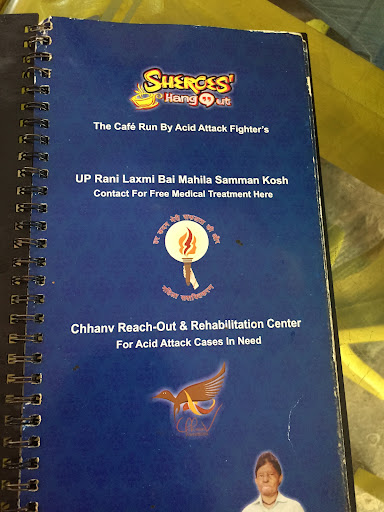 SHEROES'
Hang Out
The Café Run By Acid Attack Fighter's
UP Rani Laxmi Bai Mahila Samman Kosh
Contact For Free Medical Treatment Here
Chhanv Reach-Out & Rehabilitation Center
For Acid Attack Cases In Need